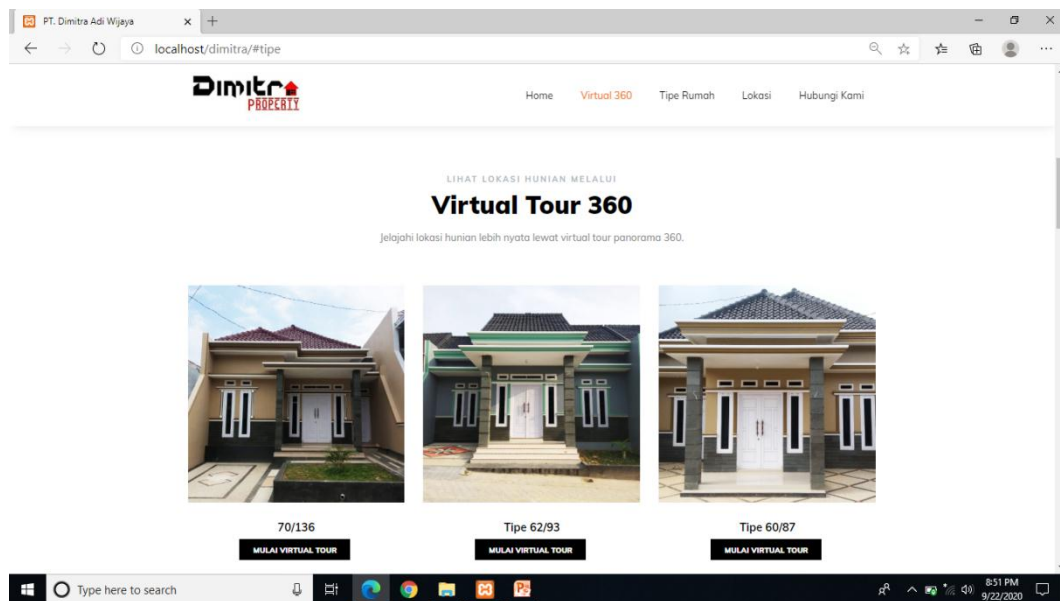 PT. Dimitra Adi Wijaya
localhost/dimitra/#tipe
Dimitra
PROPERTY
Home Virtual 360 Tipe Rumah Lokasi Hubungi Kami
LIHAT LOKASI HUNIAN MELALUI
Virtual Tour 360
Jelajahi lokasi hunian lebih nyata lewat virtual tour panorama 360.
70/136 Tipe 62/93 Tipe 60/87
MULAI VIRTUAL TOUR MULAI VIRTUAL TOUR MULAI VIRTUAL TOUR
Type here to search
8:51 PM
9/22/2020